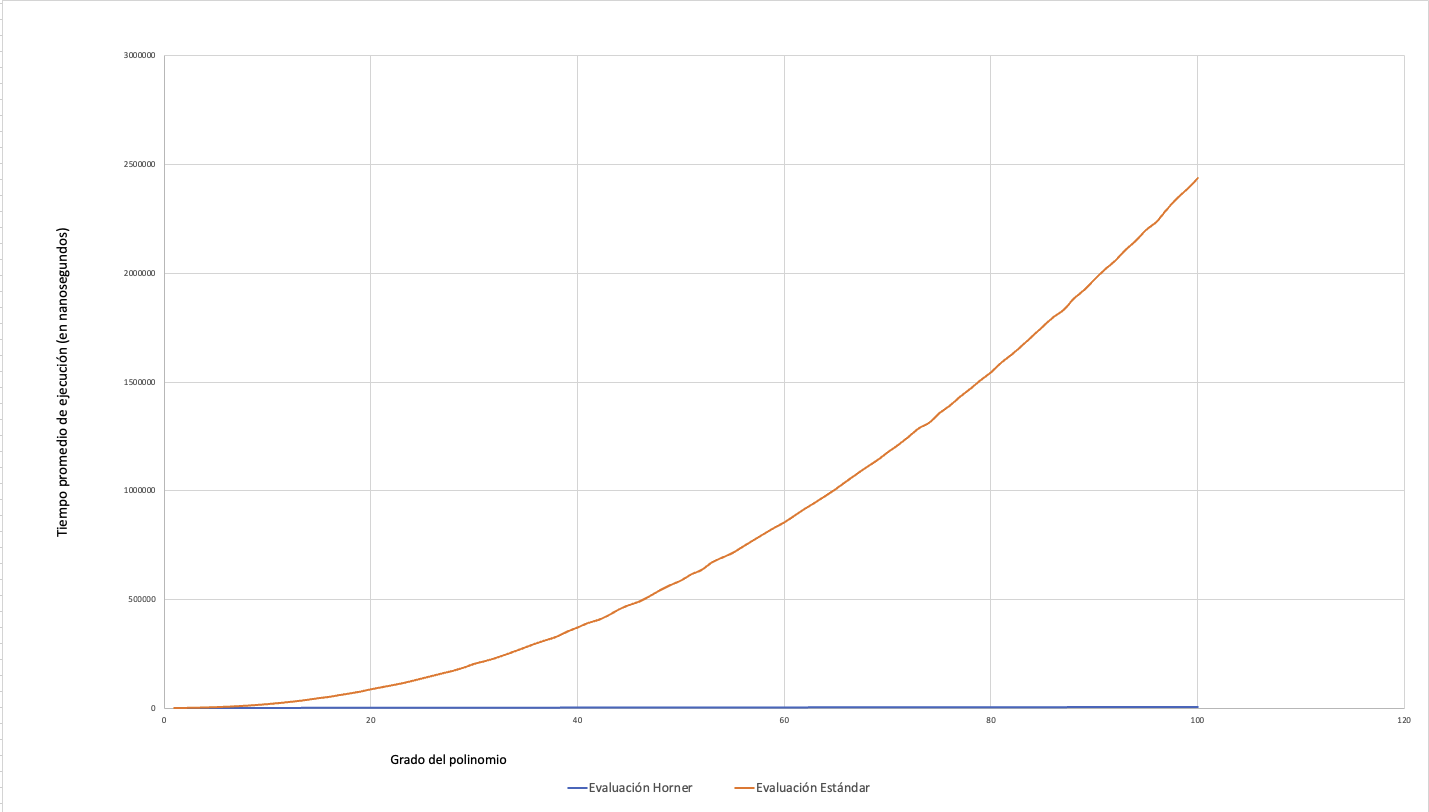 3000000
2500000
2000000
1500000
1000000
500000
0
Tiempo promedio de ejecución (en nanosegundos)
0 20 40 60 80 100 120
Grado del polinomio
Evaluación Horner Evaluación Estándar